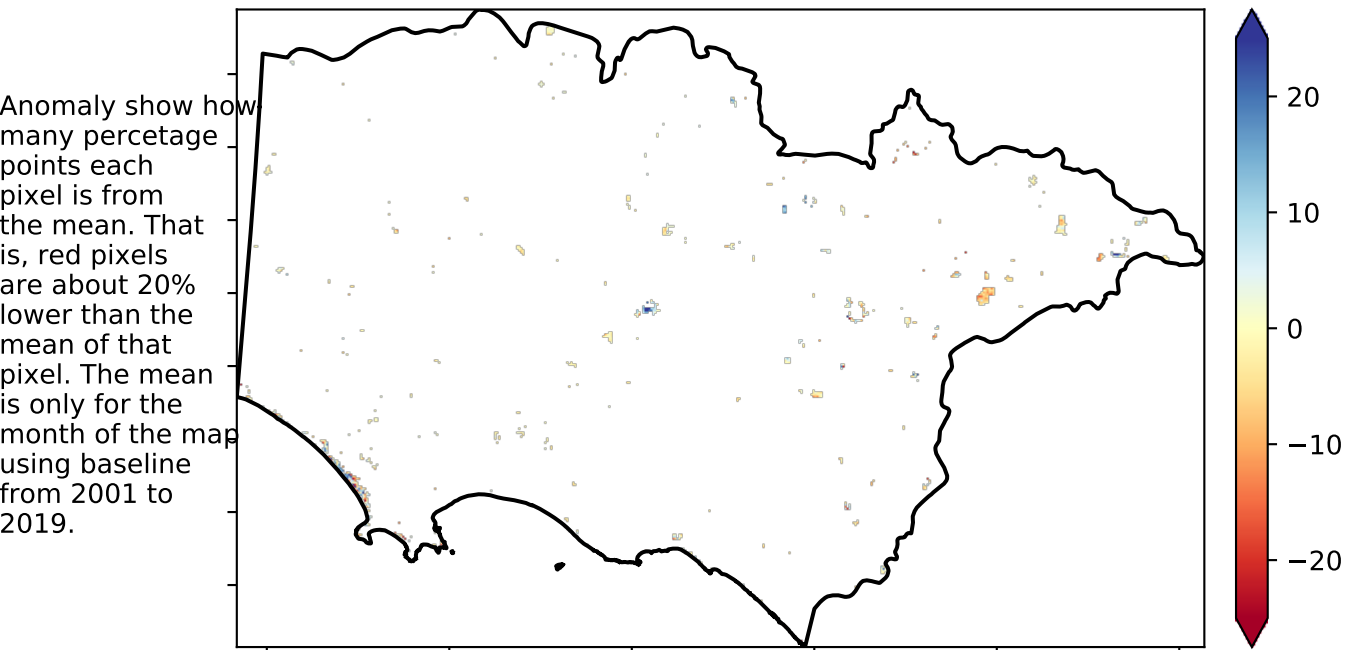 Anomaly show how
many percetage
points each
pixel is from
the mean. That
is, red pixels
are about 20%
lower than the
mean of that
pixel. The mean
is only for the
month of the map
using baseline
from 2001 to
2019.
20
10
0
−10
−20